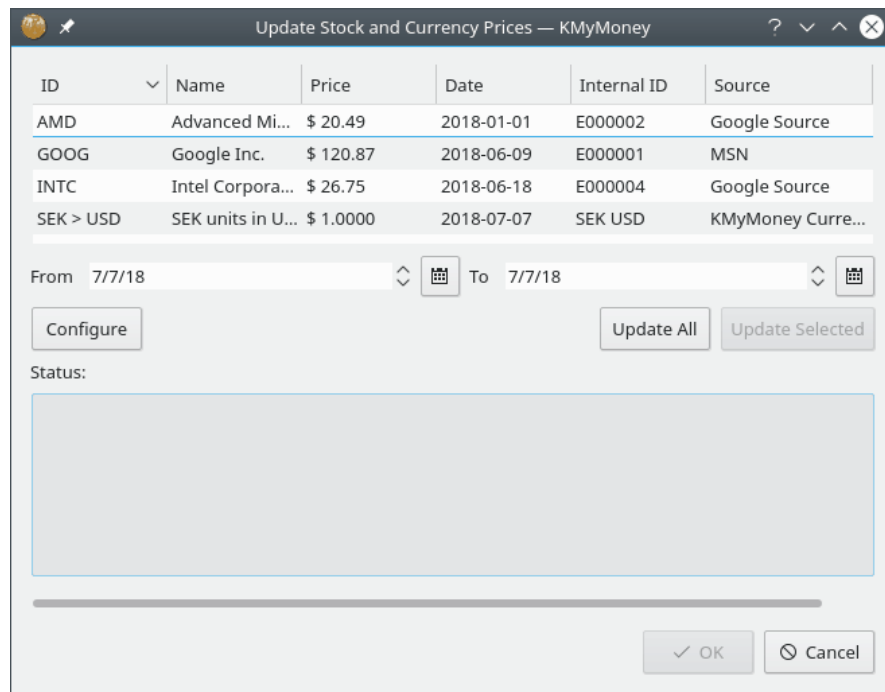 Update Stock and Currency Prices — KMyMoney
ID Name Price Date Internal ID Source
AMD Advanced Mi... $ 20.49 2018-01-01 E000002 Google Source
GOOG Google Inc. $ 120.87 2018-06-09 E000001 MSN
INTC Intel Corpora... $ 26.75 2018-06-18 E000004 Google Source
SEK > USD SEK units in U... $ 1.0000 2018-07-07 SEK USD KMyMoney Curre...
From 7/7/18 To 7/7/18
Configure Update All Update Selected
Status:
OK Cancel